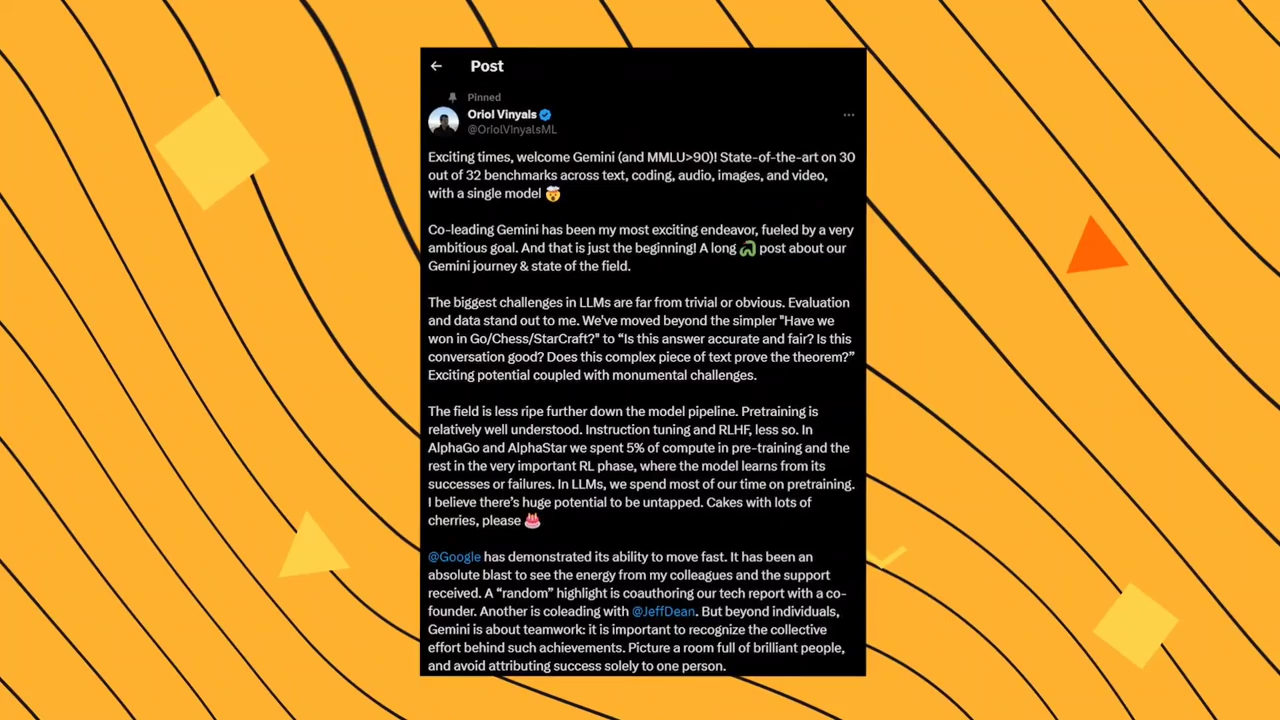 Post
Pinned
Oriol Vinyals
@OriolVinyalsML
Exciting times, welcome Gemini (and MMLU>90)! State-of-the-art on 30
out of 32 benchmarks across text, coding, audio, images, and video,
with a single model 🤯
Co-leading Gemini has been my most exciting endeavor, fueled by a very
ambitious goal. And that is just the beginning! A long 🐍 post about our
Gemini journey & state of the field.
The biggest challenges in LLMs are far from trivial or obvious. Evaluation
and data stand out to me. We've moved beyond the simpler "Have we
won in Go/Chess/StarCraft?" to “Is this answer accurate and fair? Is this
conversation good? Does this complex piece of text prove the theorem?”
Exciting potential coupled with monumental challenges.
The field is less ripe further down the model pipeline. Pretraining is
relatively well understood. Instruction tuning and RLHF, less so. In
AlphaGo and AlphaStar we spent 5% of compute in pre-training and the
rest in the very important RL phase, where the model learns from its
successes or failures. In LLMs, we spend most of our time on pretraining.
I believe there’s huge potential to be untapped. Cakes with lots of
cherries, please 🎂
@Google has demonstrated its ability to move fast. It has been an
absolute blast to see the energy from my colleagues and the support
received. A “random” highlight is coauthoring our tech report with a co-
founder. Another is coleading with @JeffDean. But beyond individuals,
Gemini is about teamwork: it is important to recognize the collective
effort behind such achievements. Picture a room full of brilliant people,
and avoid attributing success solely to one person.